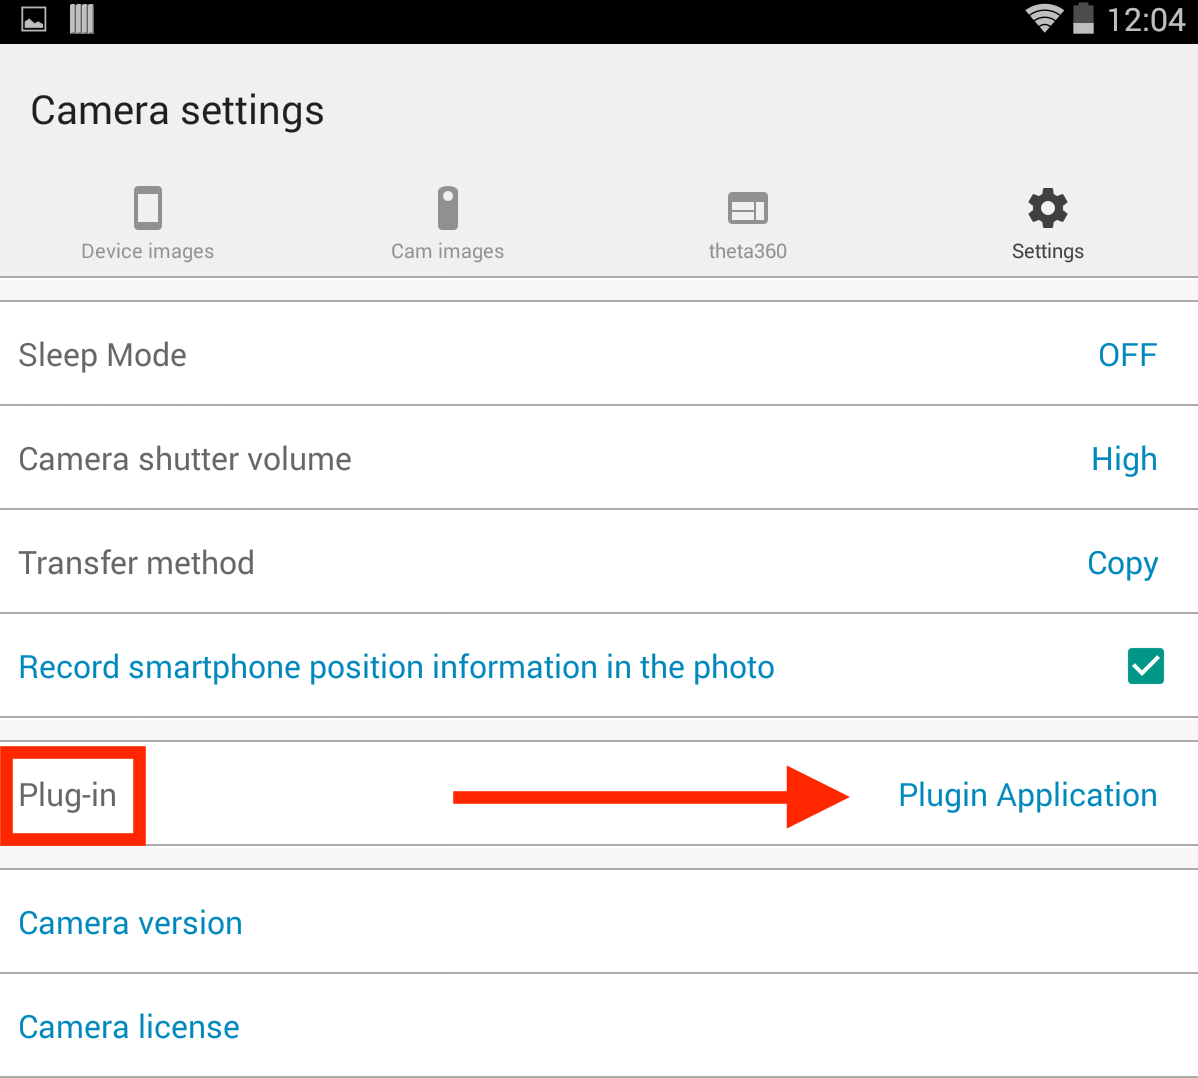 12:04
Camera settings
Device images
Cam images
theta360
Settings
Sleep Mode
OFF
Camera shutter volume
High
Transfer method
Copy
Record smartphone position information in the photo
Plug-in
Plugin Application
Camera version
Camera license